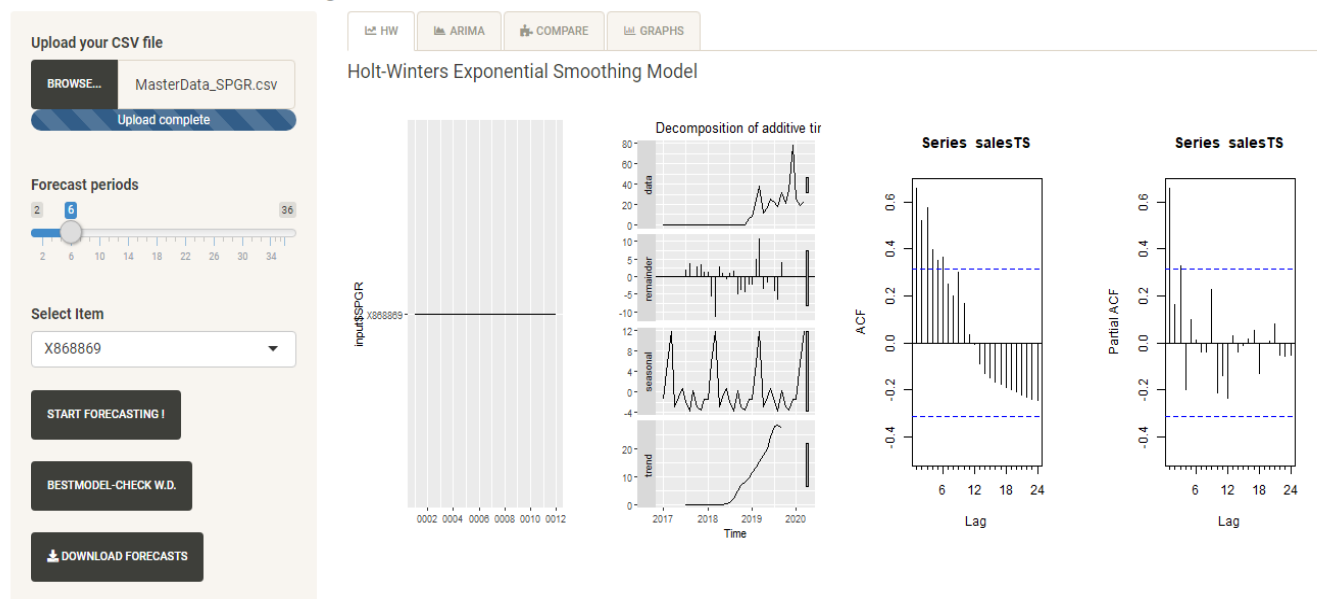 Upload your CSV file
BROWSE...
MasterData_SPGR.csv
Upload complete
Forecast periods
2
6
36
2 6 10 14 18 22 26 30 34
Select Item
X868869
START FORECASTING !
BESTMODEL-CHECK W.D.
DOWNLOAD FORECASTS
HW
ARIMA
COMPARE
GRAPHS
Holt-Winters Exponential Smoothing Model
input$SPGR
X868869
0002 0004 0006 0008 0010 0012
Decomposition of additive tir
80
60
40
20
0
data
10
5
0
-5
-10
remainder
12
8
4
0
-4
seasonal
20
10
0
trend
2017 2018 2019 2020
Time
Series salesTS
ACF
0.6
0.4
0.2
0.0
-0.2
-0.4
6 12 18 24
Lag
Series salesTS
Partial ACF
0.6
0.4
0.2
0.0
-0.2
-0.4
6 12 18 24
Lag